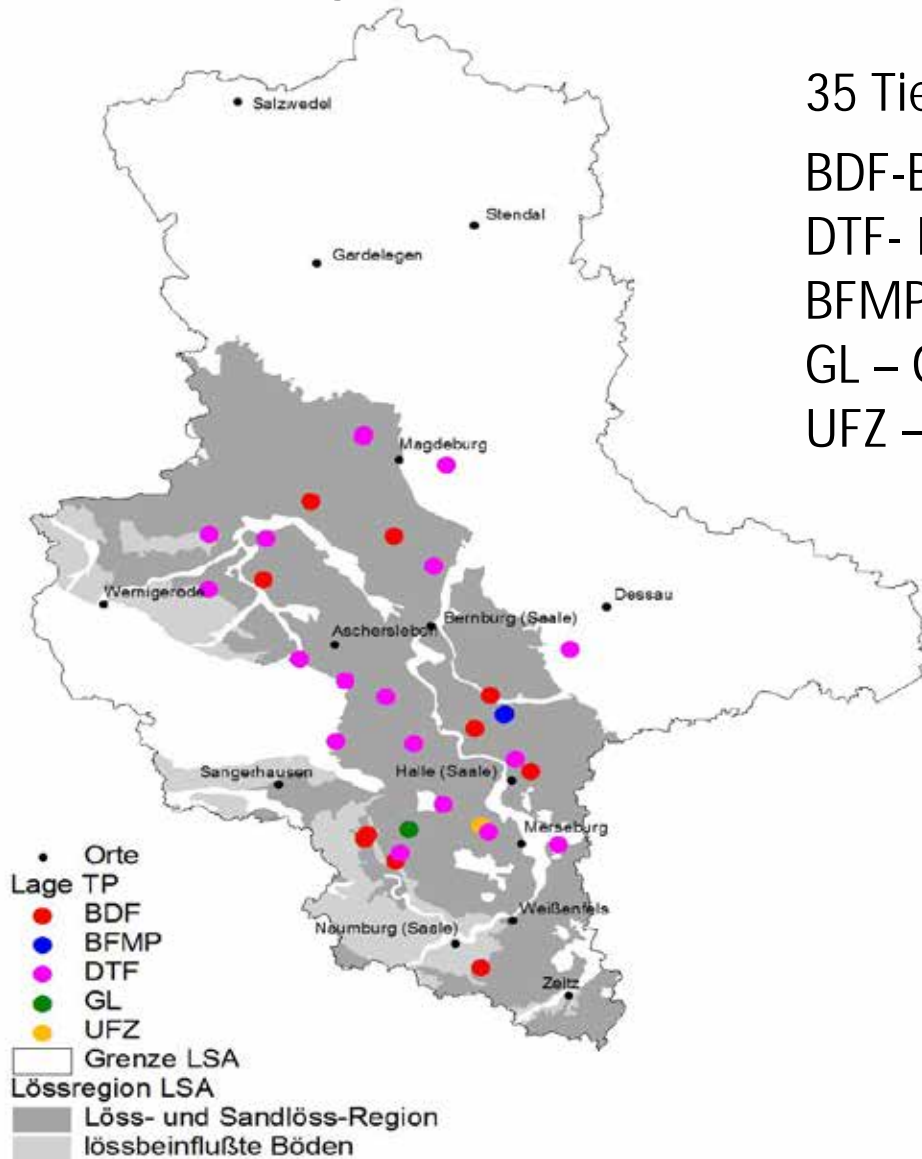 35
BDF-
DTF-
BFMP
GL –
UFZ –
Salzwedel
Stendal
Gardelegen
Magdeburg
Wernigerode
Dessau
Bernburg (Saale)
Aschersleben
Halle (Saale)
Sangerhausen
Merseburg
Weißenfels
Naumburg (Saale)
Zeitz
Orte
Lage TP
BDF
BFMP
DTF
GL
UFZ
Grenze LSA
Lössregion LSA
Löss- und Sandlöss-Region
lössbeinflußte Böden